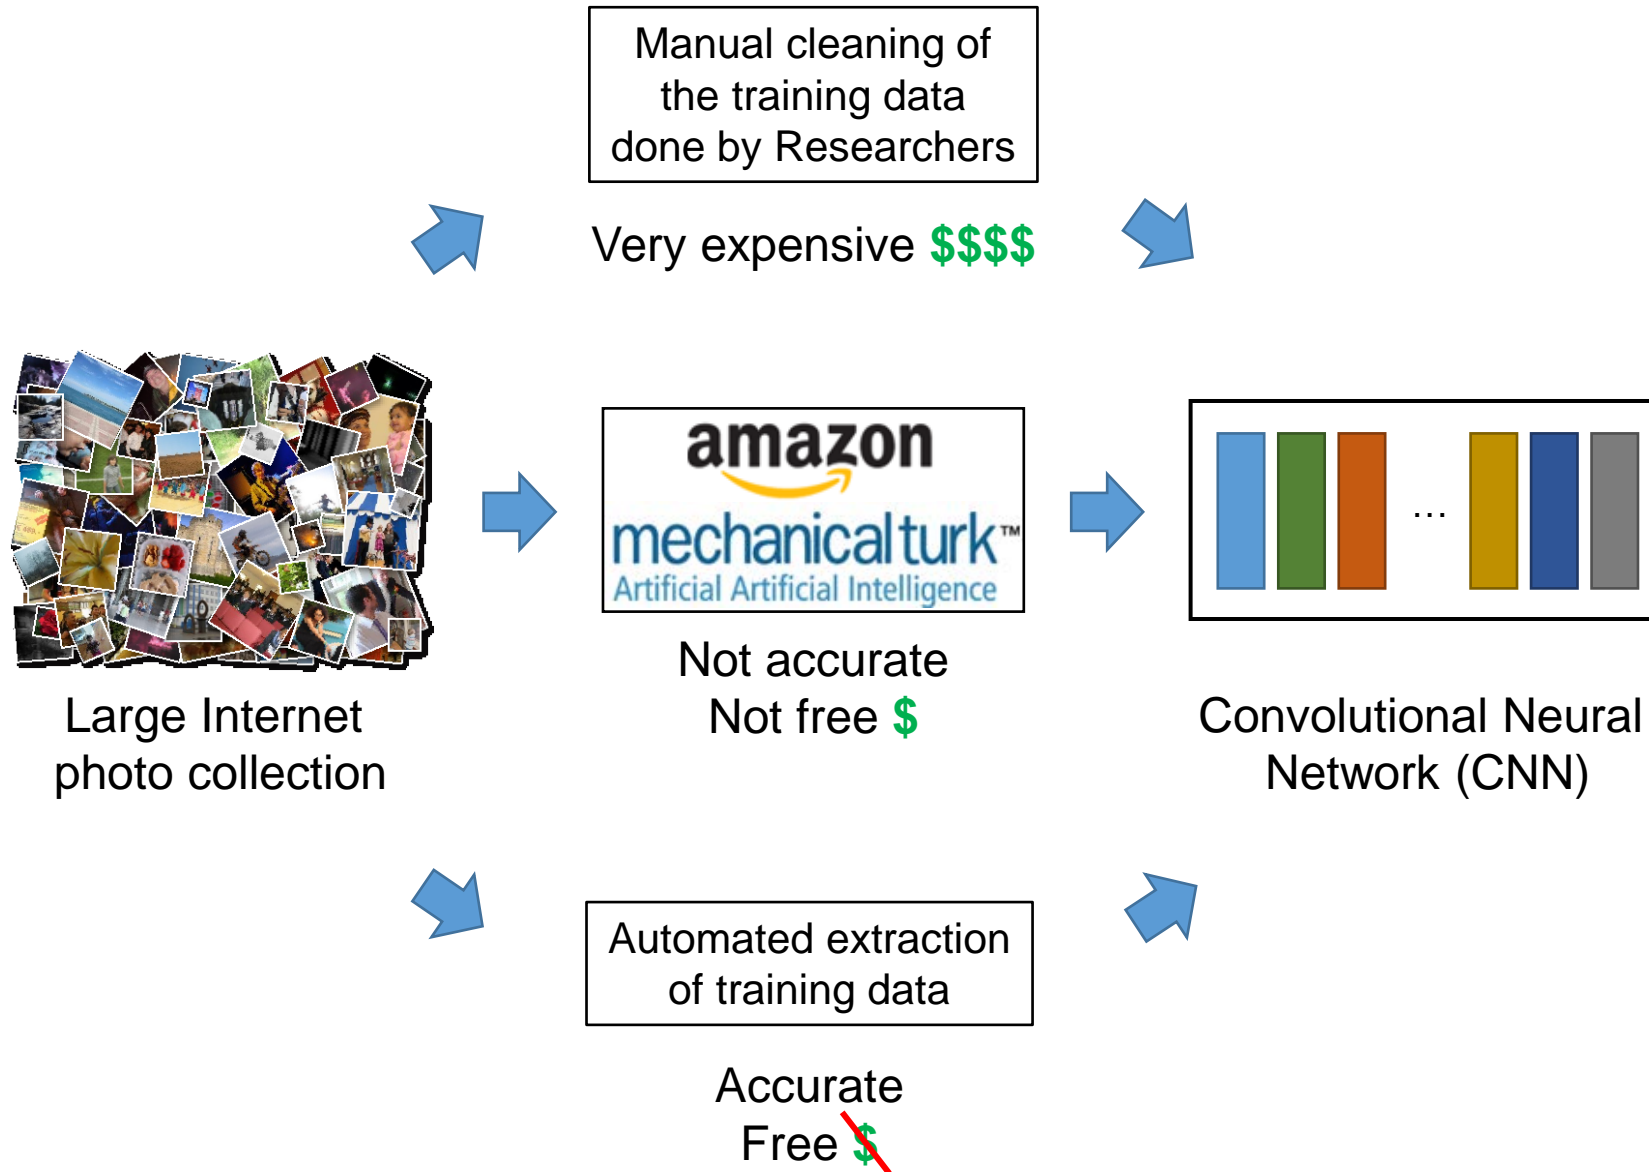 Manual cleaning of
the training data
done by Researchers
Very expensive $$$$
amazon
mechanicalturk™
Artificial Artificial Intelligence
Not accurate
Not free $
Large Internet
photo collection
...
Convolutional Neural
Network (CNN)
Automated extraction
of training data
Accurate
Free $